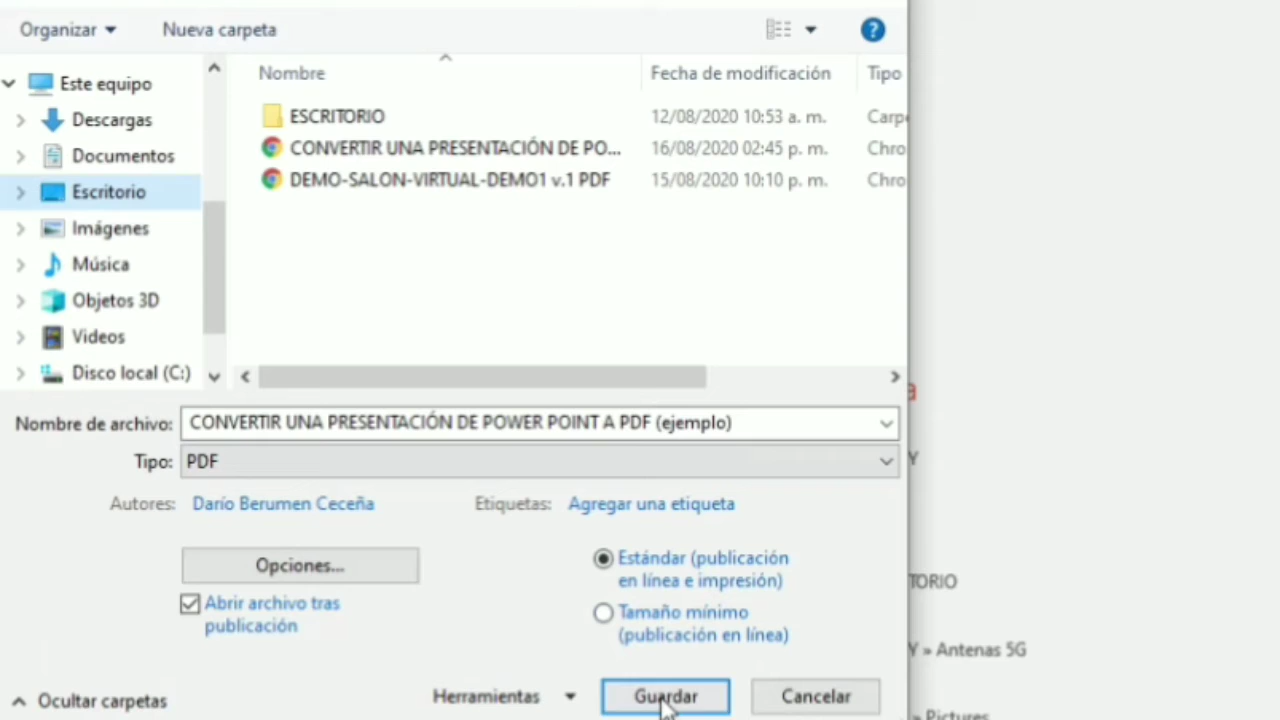 Organizar
Nueva carpeta
Nombre
Fecha de modificación
Tipo
Este equipo
Descargas
Documentos
Escritorio
Imágenes
Música
Objetos 3D
Videos
Disco local (C:)
ESCRITORIO 12/08/2020 10:53 a. m.
CONVERTIR UNA PRESENTACIÓN DE PO... 16/08/2020 02:45 p. m. Chro
DEMO-SALON-VIRTUAL-DEMO1 v.1 PDF 15/08/2020 10:10 p. m. Chro
Nombre de archivo: CONVERTIR UNA PRESENTACIÓN DE POWER POINT A PDF (ejemplo)
Tipo: PDF
Autores: Darío Berumen Ceceña Etiquetas: Agregar una etiqueta
Opciones...
Abrir archivo tras
publicación
Estándar (publicación
en línea e impresión)
Tamaño mínimo
(publicación en línea)
TORIO
Y » Antenas 5G
» Pictures
Ocultar carpetas
Herramientas
Guardar
Cancelar